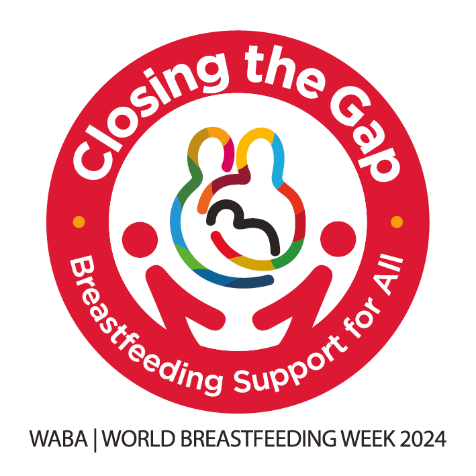 Closing the Gap
Breastfeeding Support for All
WABA | WORLD BREASTFEEDING WEEK 2024